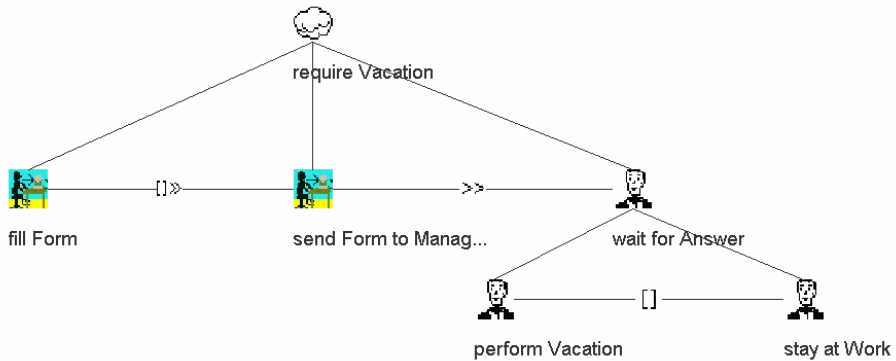 require Vacation
[]»
>>
fill Form
send Form to Manag...
wait for Answer
[]
perform Vacation
stay at Work